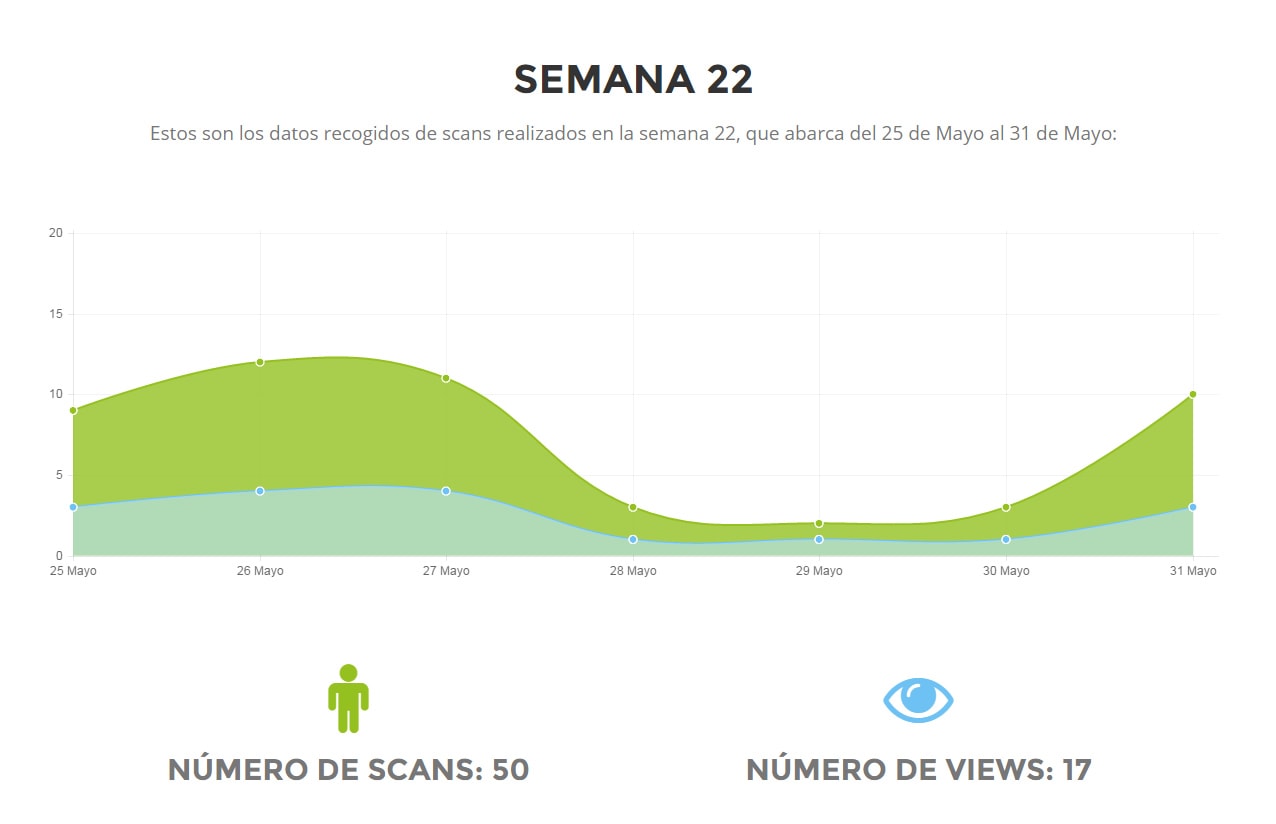 SEMANA 22
Estos son los datos recogidos de scans realizados en la semana 22, que abarca del 25 de Mayo al 31 de Mayo:
20
15
10
5
0
25 Mayo 26 Mayo 27 Mayo 28 Mayo 29 Mayo 30 Mayo 31 Mayo
NÚMERO DE SCANS: 50
NÚMERO DE VIEWS: 17